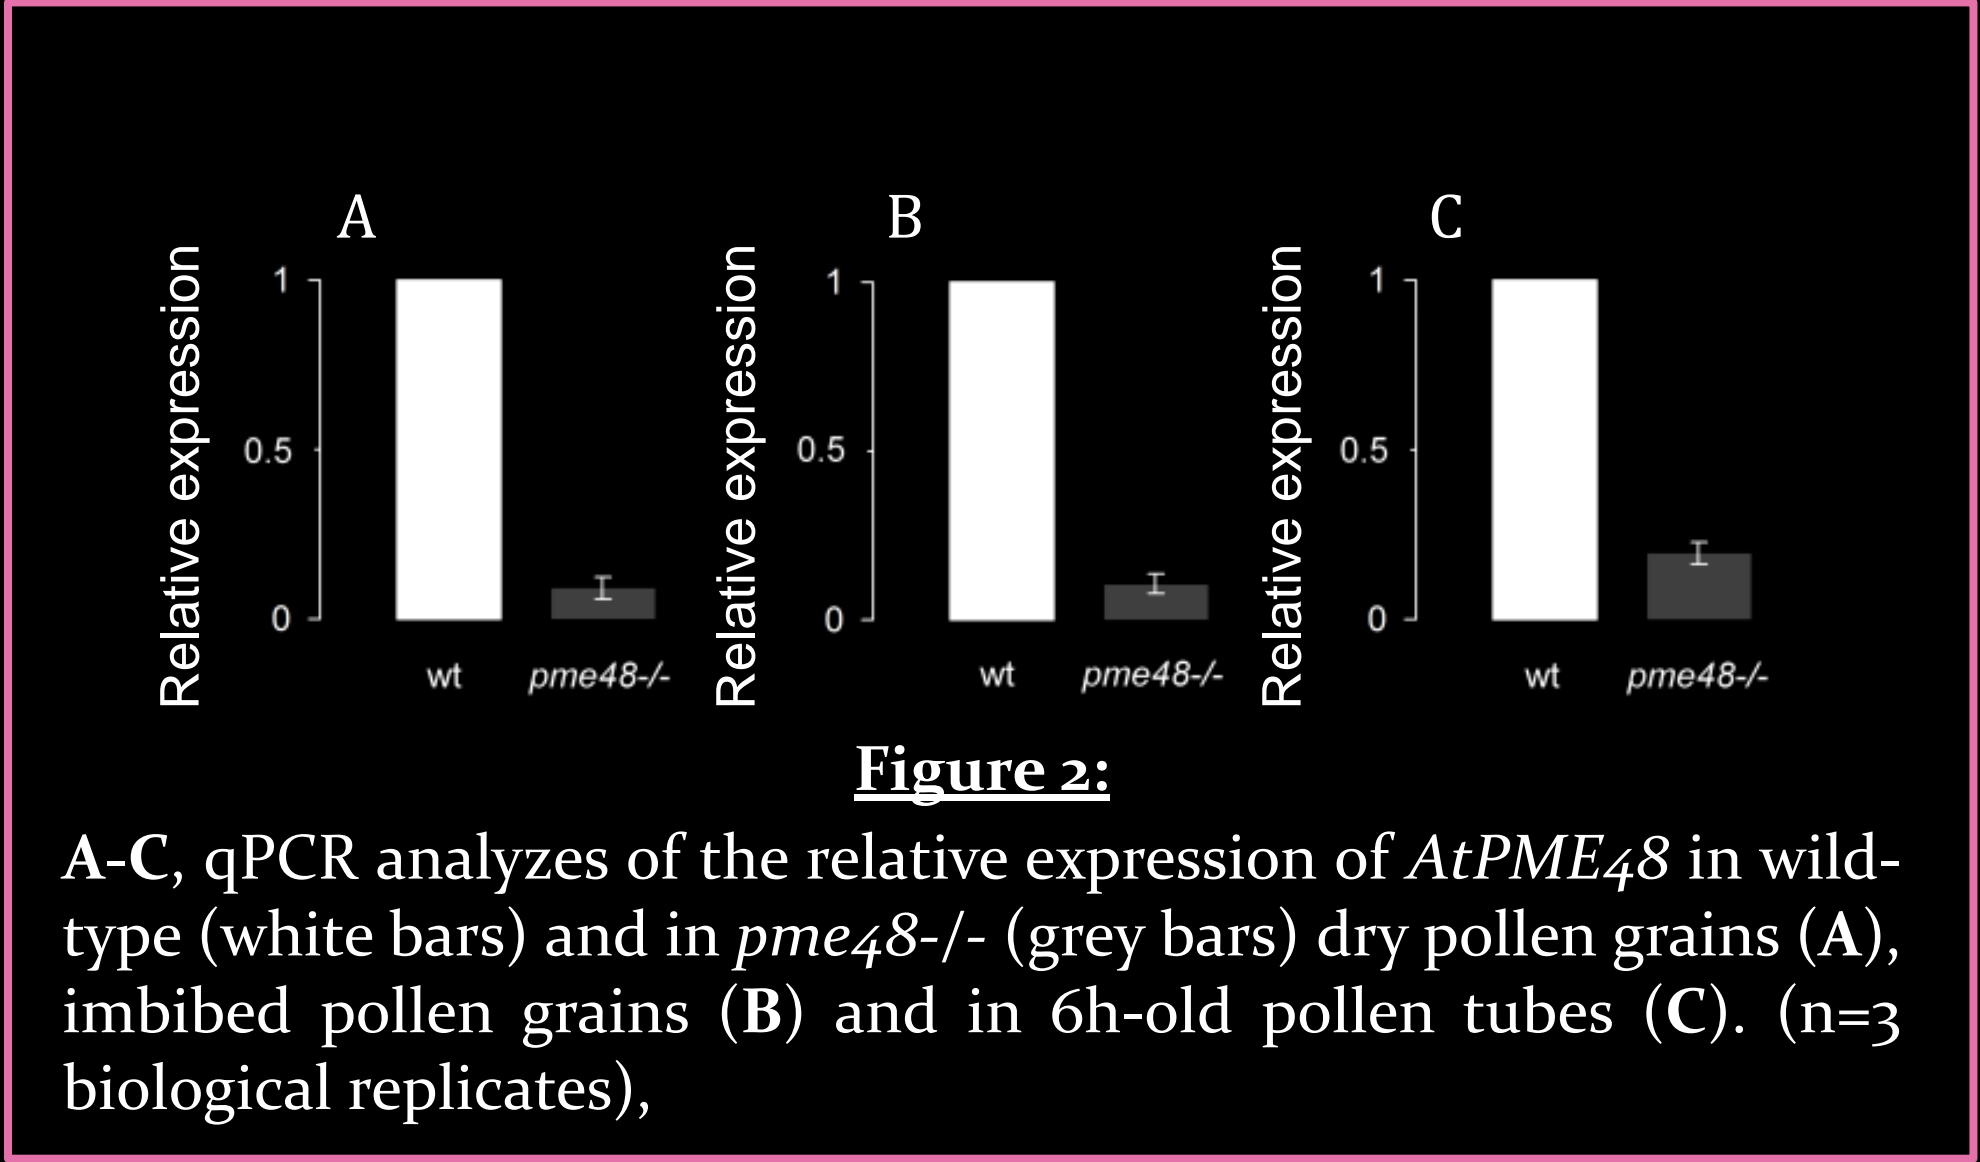 A
B
C
Relative expression
1
0.5
0
wt
pme48-/-
Relative expression
1
0.5
0
wt
pme48-/-
Relative expression
1
0.5
0
wt
pme48-/-
Figure 2:
A-C, qPCR analyzes of the relative expression of AtPME48 in wild-
type (white bars) and in pme48-/- (grey bars) dry pollen grains (A),
imbibed pollen grains (B) and in 6h-old pollen tubes (C). (n=3
biological replicates),